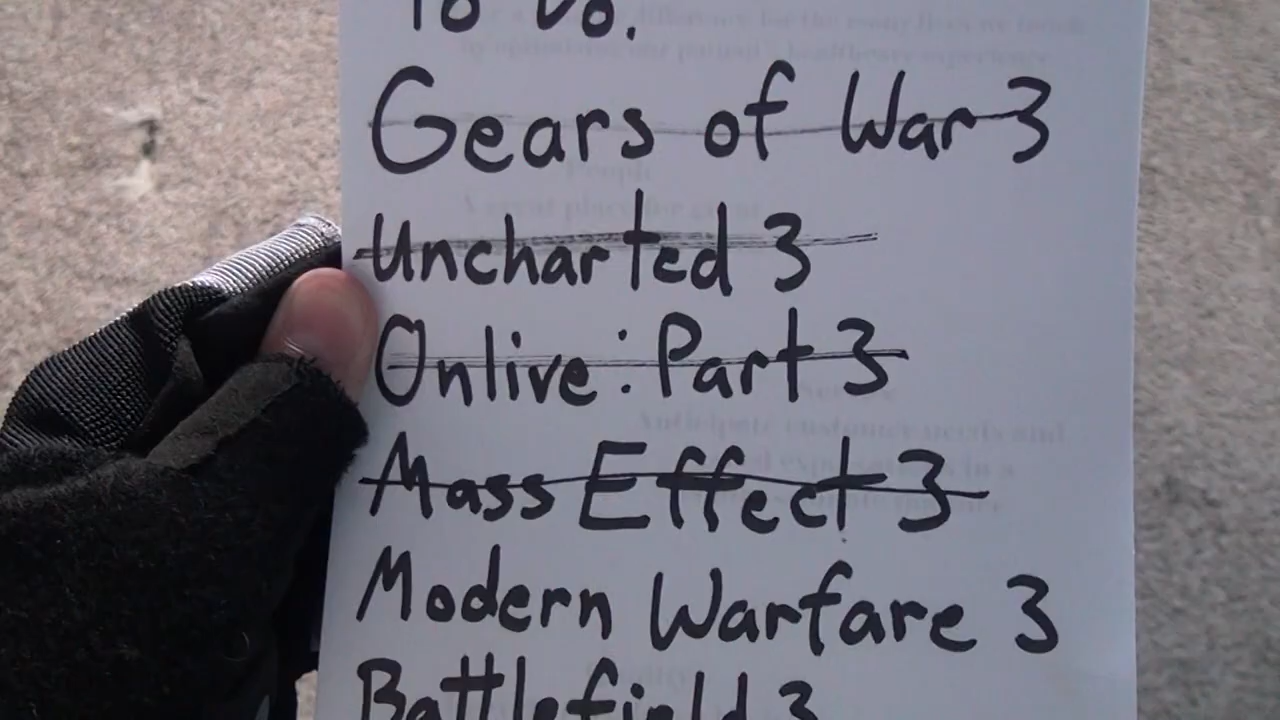 To Do.
Gears of War 3
Uncharted 3
Onlive: Part 3
Mass Effect 3
Modern Warfare 3
Battlefield 3